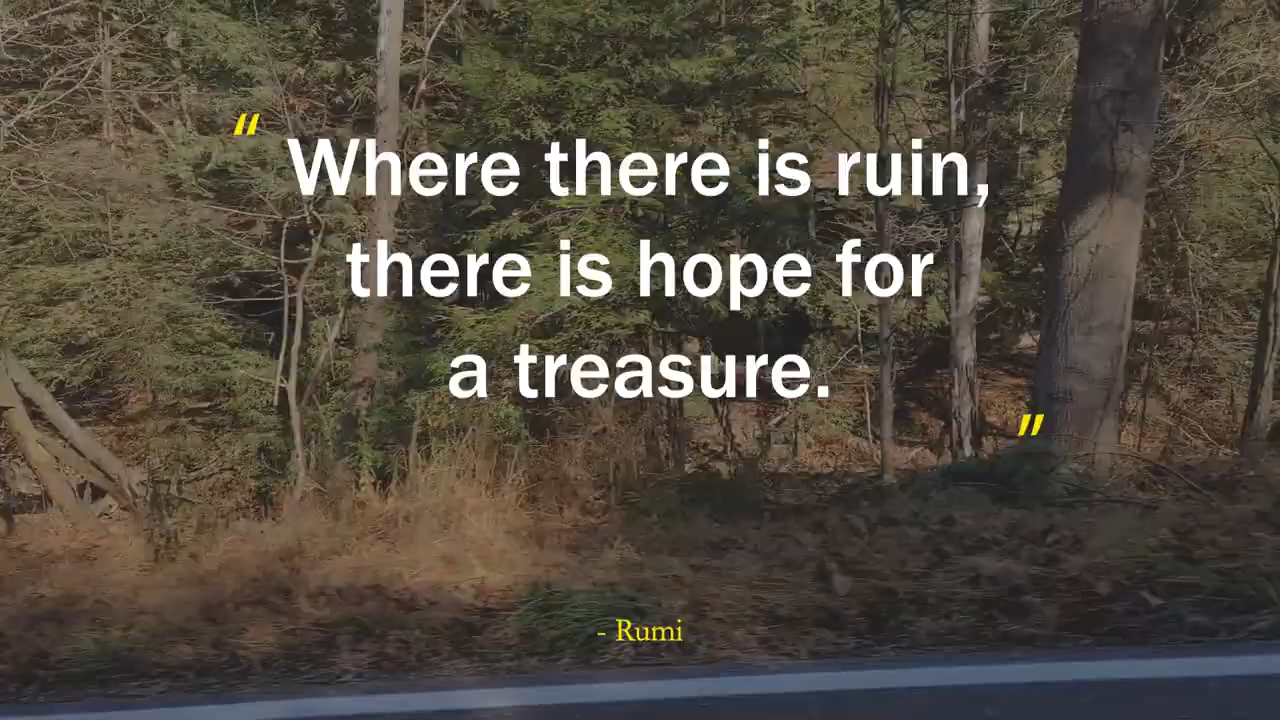 " Where there is ruin,
there is hope for
a treasure. "
- Rumi